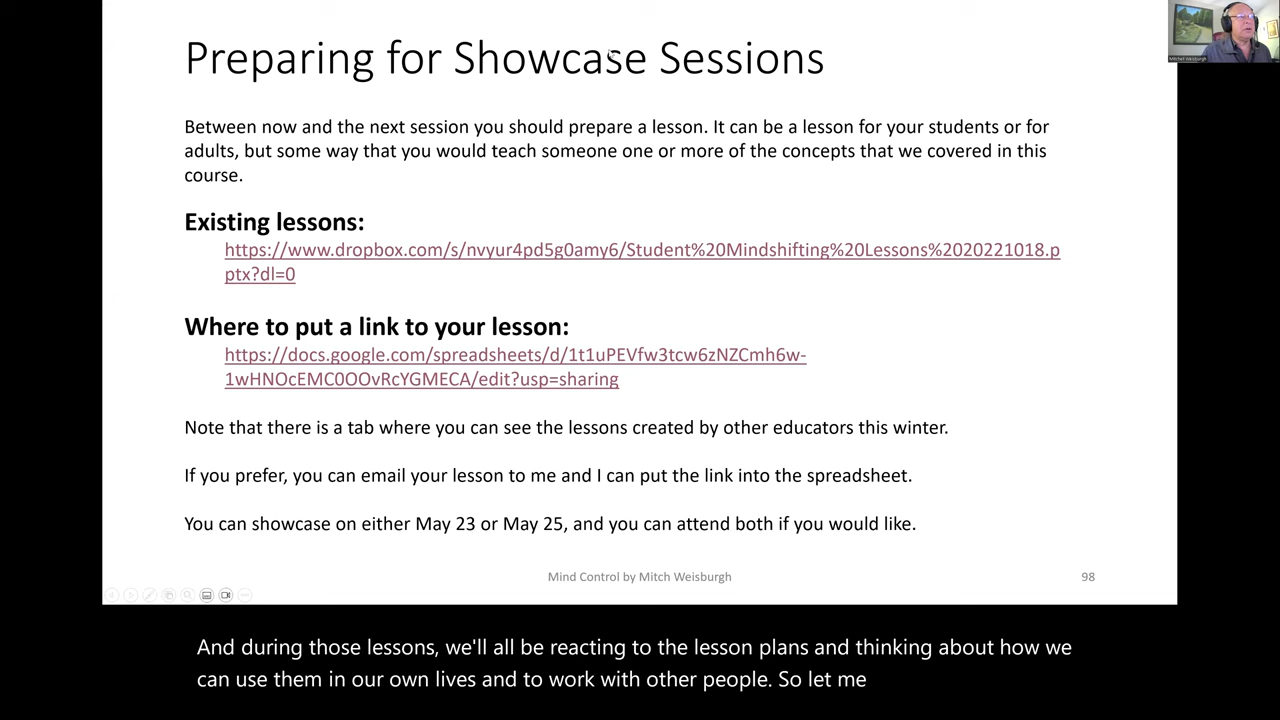 Preparing for Showcase Sessions
Mitchell Weisburgh
Between now and the next session you should prepare a lesson. It can be a lesson for your students or for
adults, but some way that you would teach someone one or more of the concepts that we covered in this
course.
Existing lessons:
https://www.dropbox.com/s/nvyur4pd5g0amy6/Student%20Mindshifting%20Lessons%2020221018.p
ptx?dl=0
Where to put a link to your lesson:
https://docs.google.com/spreadsheets/d/1t1uPEVfw3tcw6zNZCmh6w-
1wHNOcEMC0OOvRcYGMECA/edit?usp=sharing
Note that there is a tab where you can see the lessons created by other educators this winter.
If you prefer, you can email your lesson to me and I can put the link into the spreadsheet.
You can showcase on either May 23 or May 25, and you can attend both if you would like.
Mind Control by Mitch Weisburgh
98
And during those lessons, we'll all be reacting to the lesson plans and thinking about how we
can use them in our own lives and to work with other people. So let me